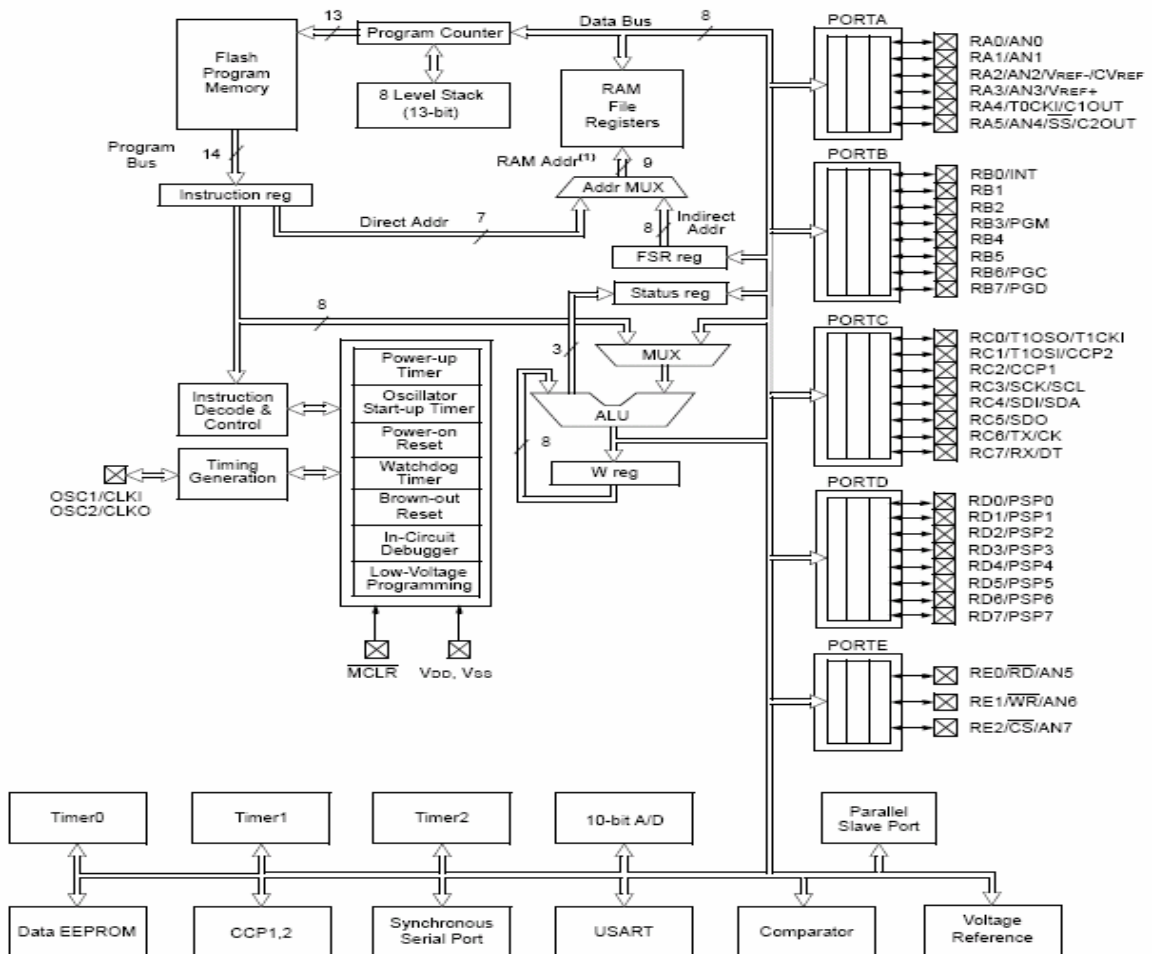 13
Data Bus
8
PORTA
Program Counter
Flash
Program
Memory
8 Level Stack
(13-bit)
RAM
File
Registers
RA0/AN0
RA1/AN1
RA2/AN2/VREF-/CVREF
RA3/AN3/VREF+
RA4/T0CKI/C1OUT
RA5/AN4/SS/C2OUT
Program
Bus
14
RAM Addr(1)
9
PORTB
Instruction reg
Addr MUX
Direct Addr
7
8
Indirect
Addr
FSR reg
RB0/INT
RB1
RB2
RB3/PGM
RB4
RB5
RB6/PGC
RB7/PGD
Status reg
8
3
MUX
PORTC
RC0/T1OSO/T1CKI
RC1/T1OSI/CCP2
RC2/CCP1
RC3/SCK/SCL
RC4/SDI/SDA
RC5/SDO
RC6/TX/CK
RC7/RX/DT
Power-up
Timer
Oscillator
Start-up Timer
Power-on
Reset
Watchdog
Timer
Brown-out
Reset
In-Circuit
Debugger
Low-Voltage
Programming
Instruction
Decode &
Control
ALU
8
W reg
Timing
Generation
OSC1/CLKI
OSC2/CLKO
PORTD
RD0/PSP0
RD1/PSP1
RD2/PSP2
RD3/PSP3
RD4/PSP4
RD5/PSP5
RD6/PSP6
RD7/PSP7
MCLR
VDD, VSS
PORTE
RE0/RD/AN5
RE1/WR/AN6
RE2/CS/AN7
Timer0
Timer1
Timer2
10-bit A/D
Parallel
Slave Port
Data EEPROM
CCP1,2
Synchronous
Serial Port
USART
Comparator
Voltage
Reference